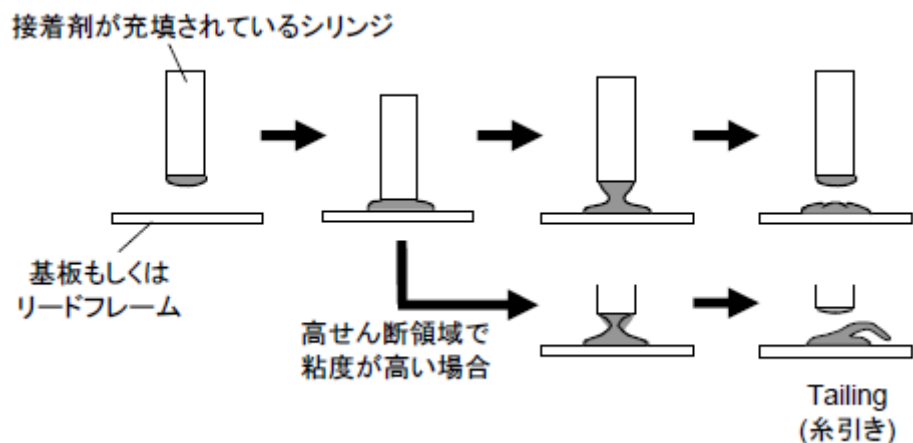 接着剤が充填されているシリンジ
基板もしくは
リードフレーム
高せん断領域で
粘度が高い場合
Tailing
(糸引き)